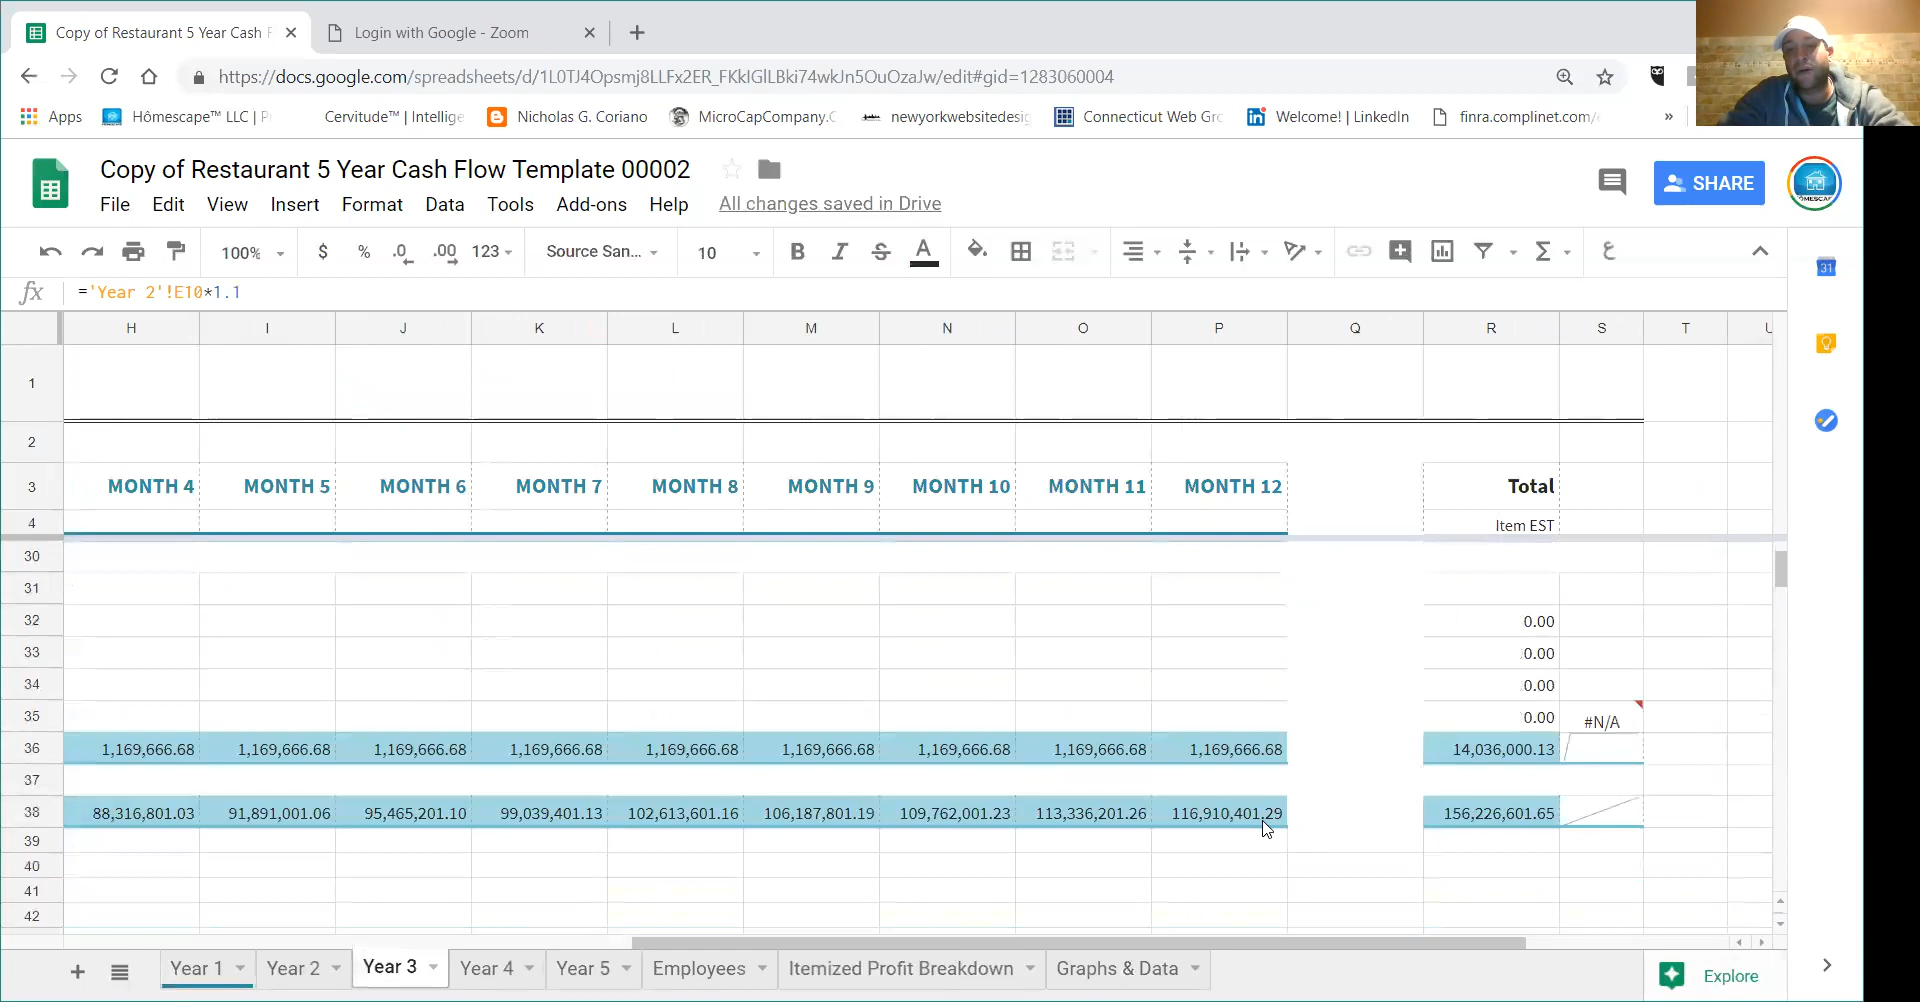 Copy of Restaurant 5 Year Cash F
Login with Google - Zoom
https://docs.google.com/spreadsheets/d/1L0TJ4Opsmj8LLFx2ER_FKkIGlLBki74wkJn5OuOzaJw/edit#gid=1283060004
Apps Hômescape™ LLC | P Cervitude™ | Intellige Nicholas G. Coriano MicroCapCompany.C newyorkwebsitedesig Connecticut Web Gr Welcome! | LinkedIn finra.complinet.com/ »
Copy of Restaurant 5 Year Cash Flow Template 00002
SHARE
File Edit View Insert Format Data Tools Add-ons Help All changes saved in Drive
100% $ % .0 .00 123 Source San... 10 B I S A Σ
31
fx ='Year 2'!E10*1.1
H I J K L M N O P Q R S T U
1
2
3 MONTH 4 MONTH 5 MONTH 6 MONTH 7 MONTH 8 MONTH 9 MONTH 10 MONTH 11 MONTH 12 Total
4 Item EST
30
31
32 0.00
33 0.00
34 0.00
35 0.00 #N/A
36 1,169,666.68 1,169,666.68 1,169,666.68 1,169,666.68 1,169,666.68 1,169,666.68 1,169,666.68 1,169,666.68 1,169,666.68 14,036,000.13
37
38 88,316,801.03 91,891,001.06 95,465,201.10 99,039,401.13 102,613,601.16 106,187,801.19 109,762,001.23 113,336,201.26 116,910,401.29 156,226,601.65
39
40
41
42
Year 1 Year 2 Year 3 Year 4 Year 5 Employees Itemized Profit Breakdown Graphs & Data Explore